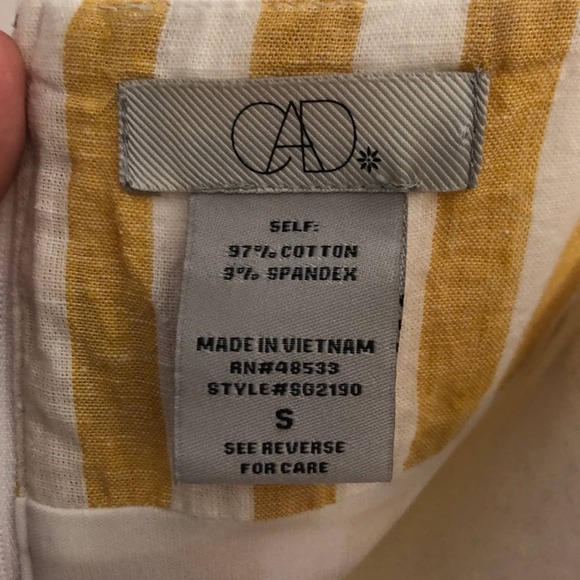 CAD
SELF:
97% COTTON
3% SPANDEX
MADE IN VIETNAM
RN#48533
STYLE#SG2190
S
SEE REVERSE
FOR CARE